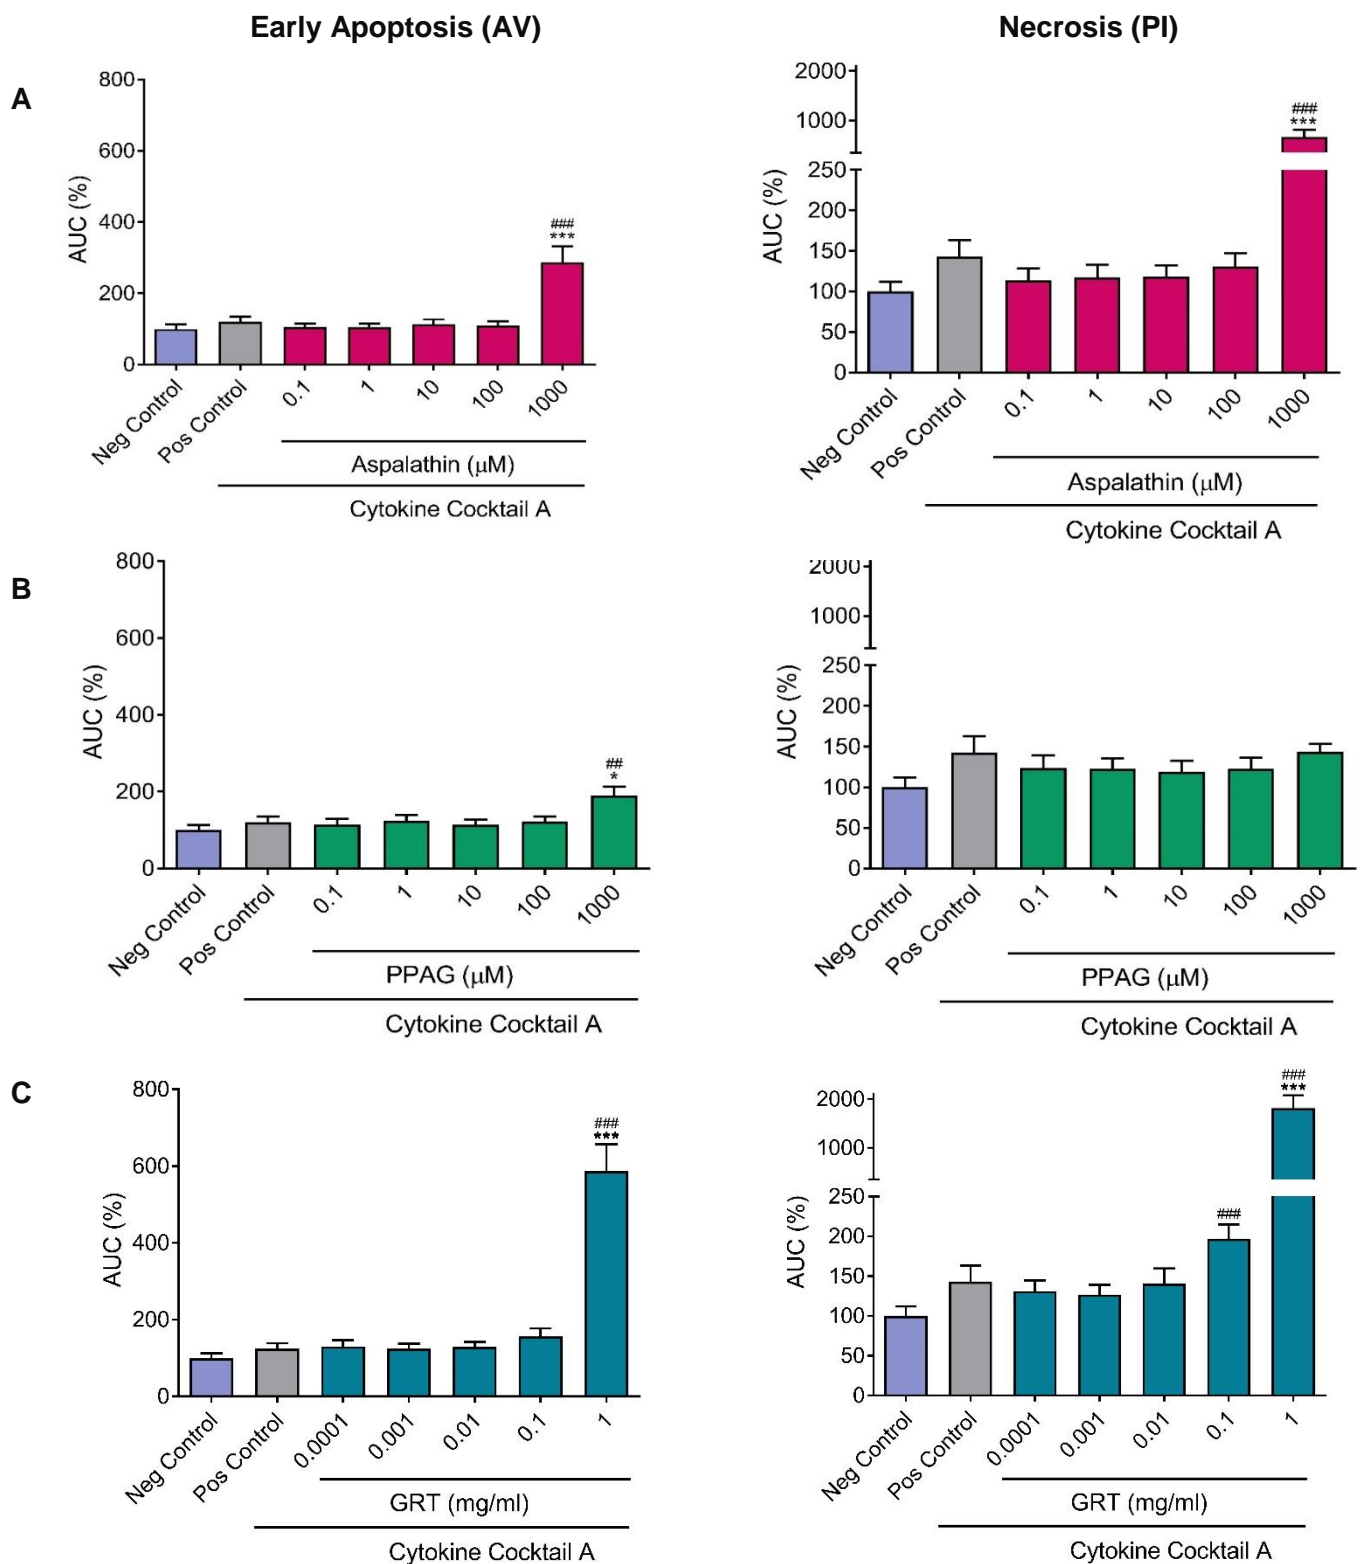 Early Apoptosis (AV)
Necrosis (PI)
A
800
600
400
200
0
AUC (%)
###
***
Neg Control
Pos Control
0.1
1
10
100
1000
Aspalathin (μM)
Cytokine Cocktail A
2000
1000
250
200
150
100
50
0
AUC (%)
###
***
Neg Control
Pos Control
0.1
1
10
100
1000
Aspalathin (μM)
Cytokine Cocktail A
B
800
600
400
200
0
AUC (%)
##
*
Neg Control
Pos Control
0.1
1
10
100
1000
PPAG (μM)
Cytokine Cocktail A
2000
1000
250
200
150
100
50
0
AUC (%)
Neg Control
Pos Control
0.1
1
10
100
1000
PPAG (μM)
Cytokine Cocktail A
C
800
600
400
200
0
AUC (%)
###
***
Neg Control
Pos Control
0.0001
0.001
0.01
0.1
1
GRT (mg/ml)
Cytokine Cocktail A
2000
1000
250
200
150
100
50
0
AUC (%)
###
###
***
Neg Control
Pos Control
0.0001
0.001
0.01
0.1
1
GRT (mg/ml)
Cytokine Cocktail A